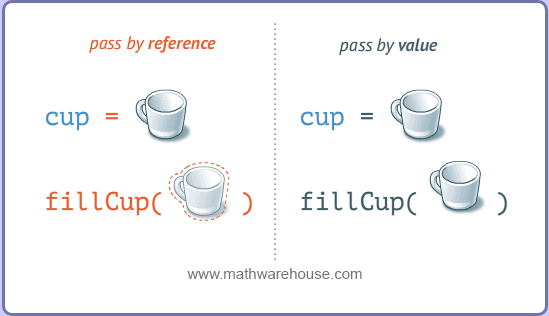 pass by reference
pass by value
cup =
cup =
fillCup( )
fillCup( )
www.mathwarehouse.com